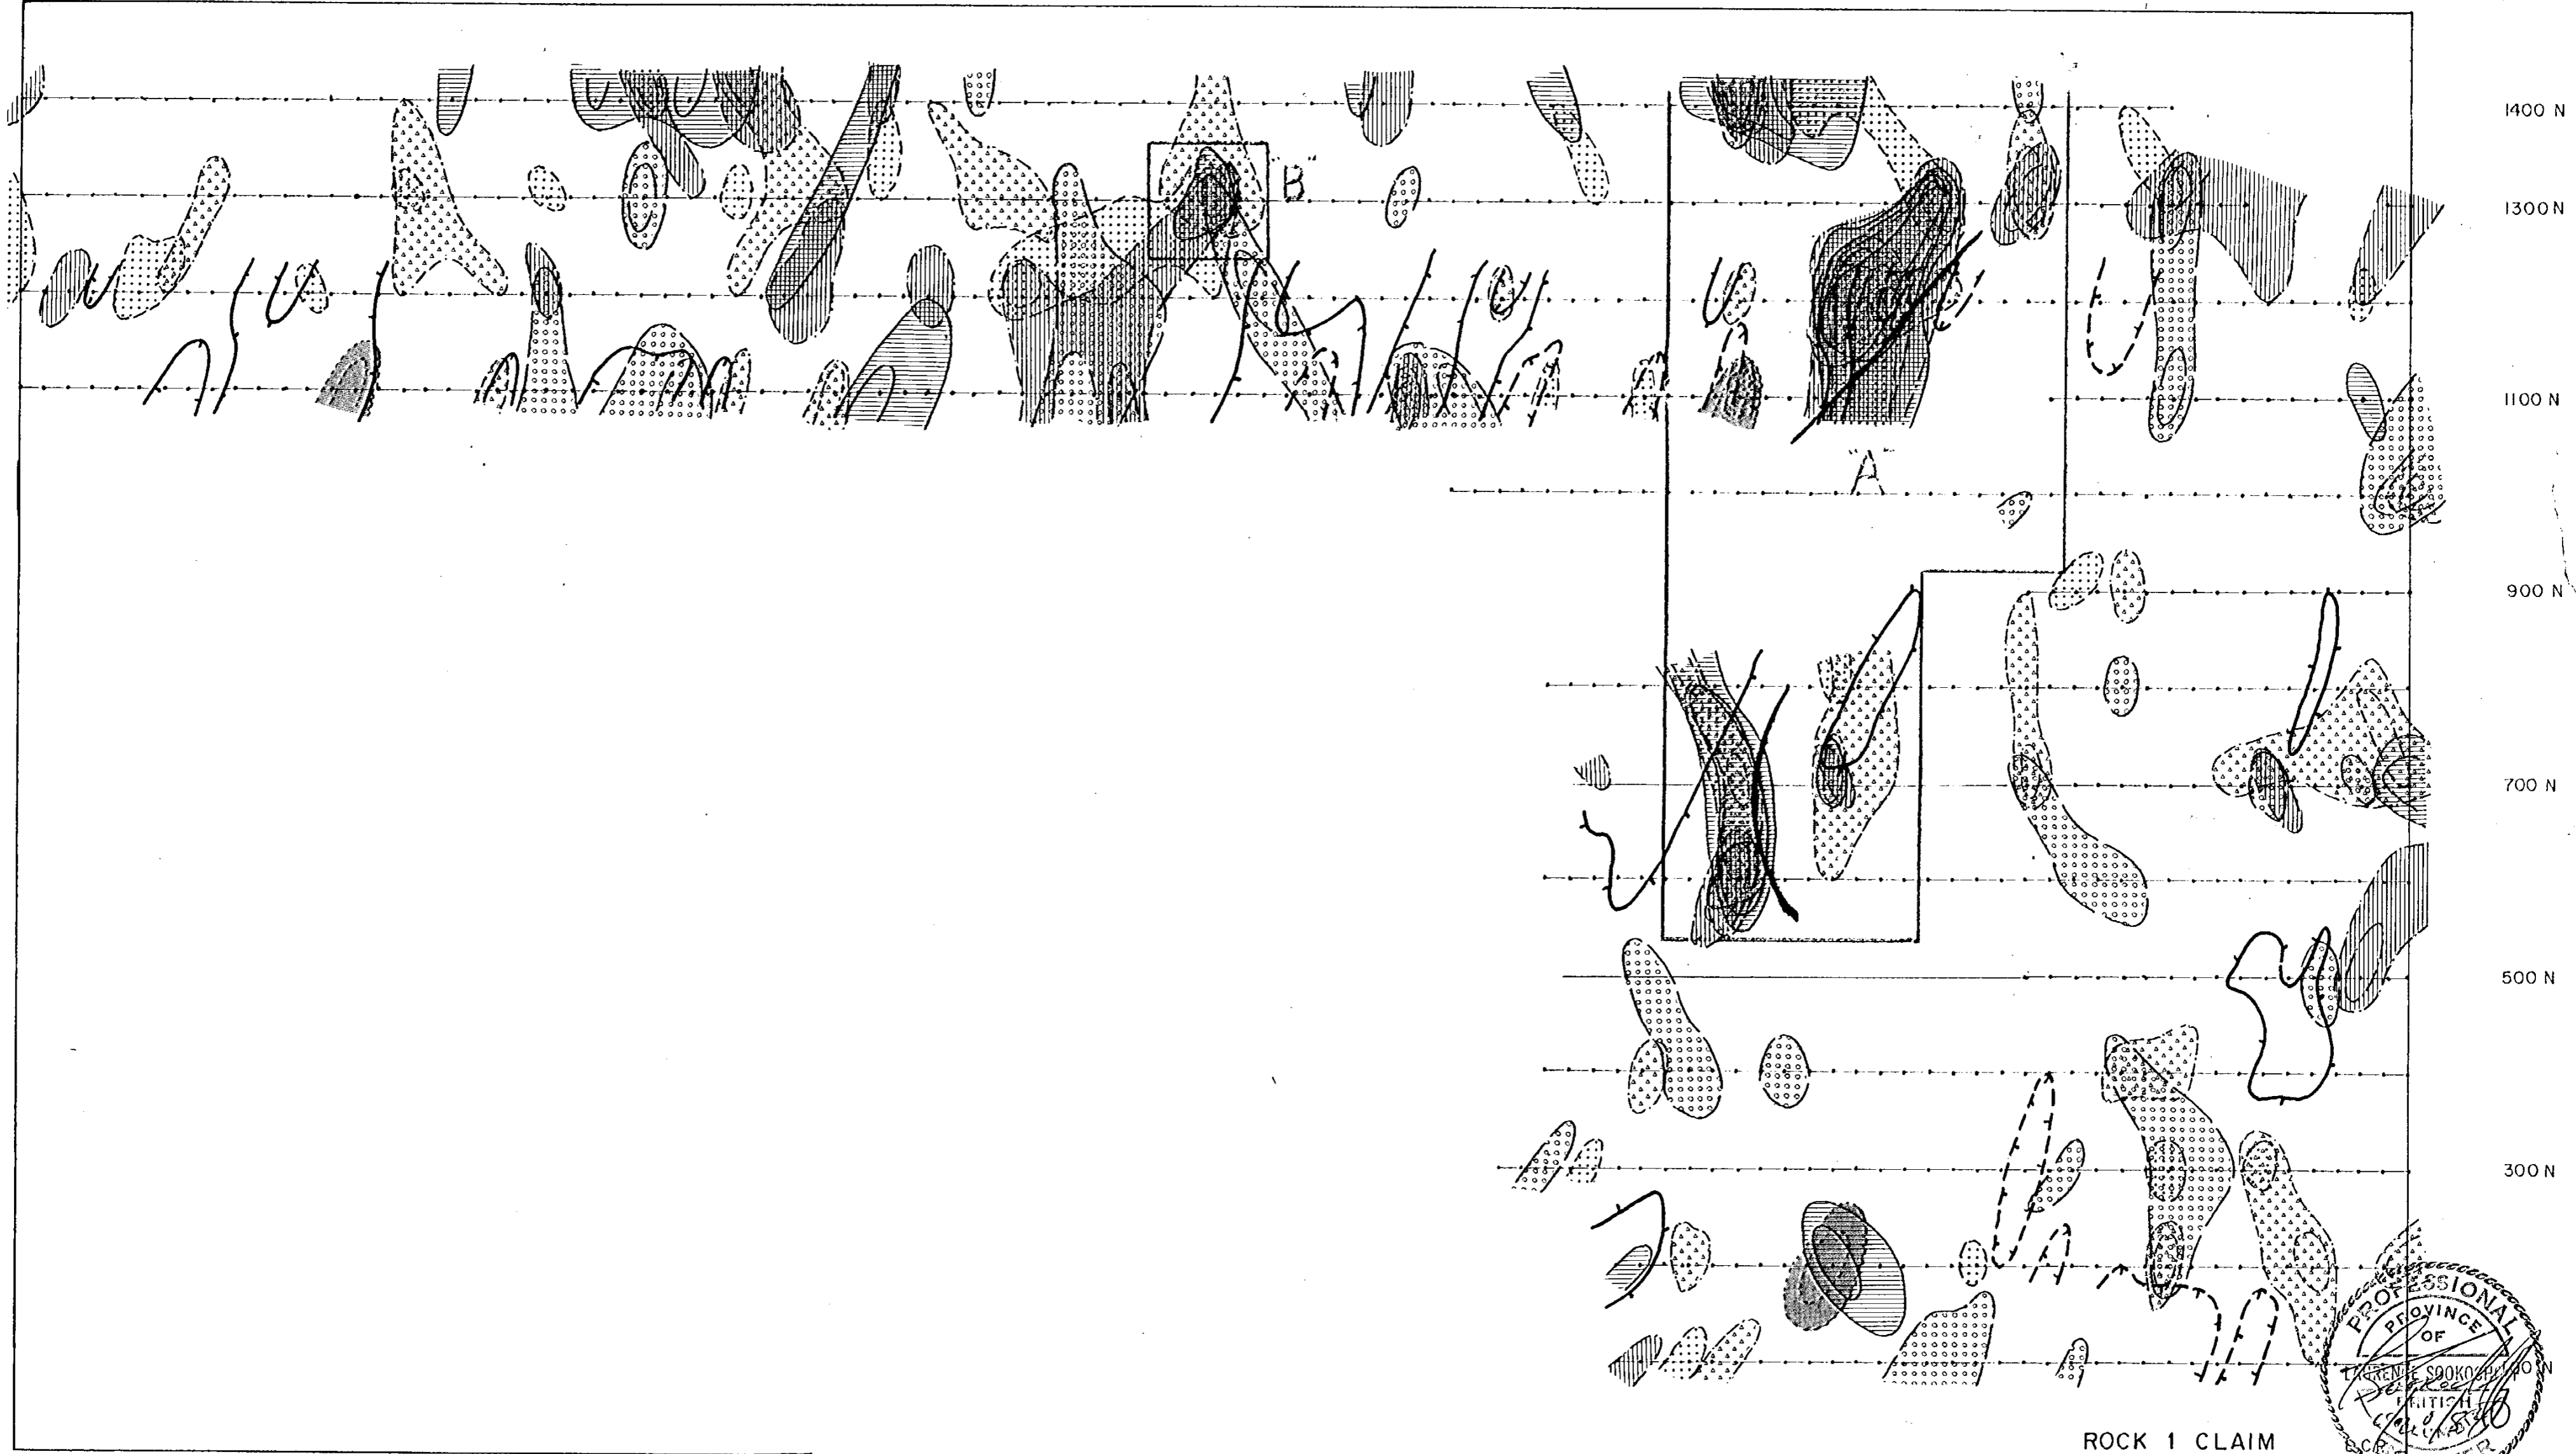 1400 N
"B"
1300 N
1100 N
"A"
900 N
700 N
500 N
300 N
PROFESSIONAL
PROVINCE
OF
BRITISH
ROCK 1 CLAIM